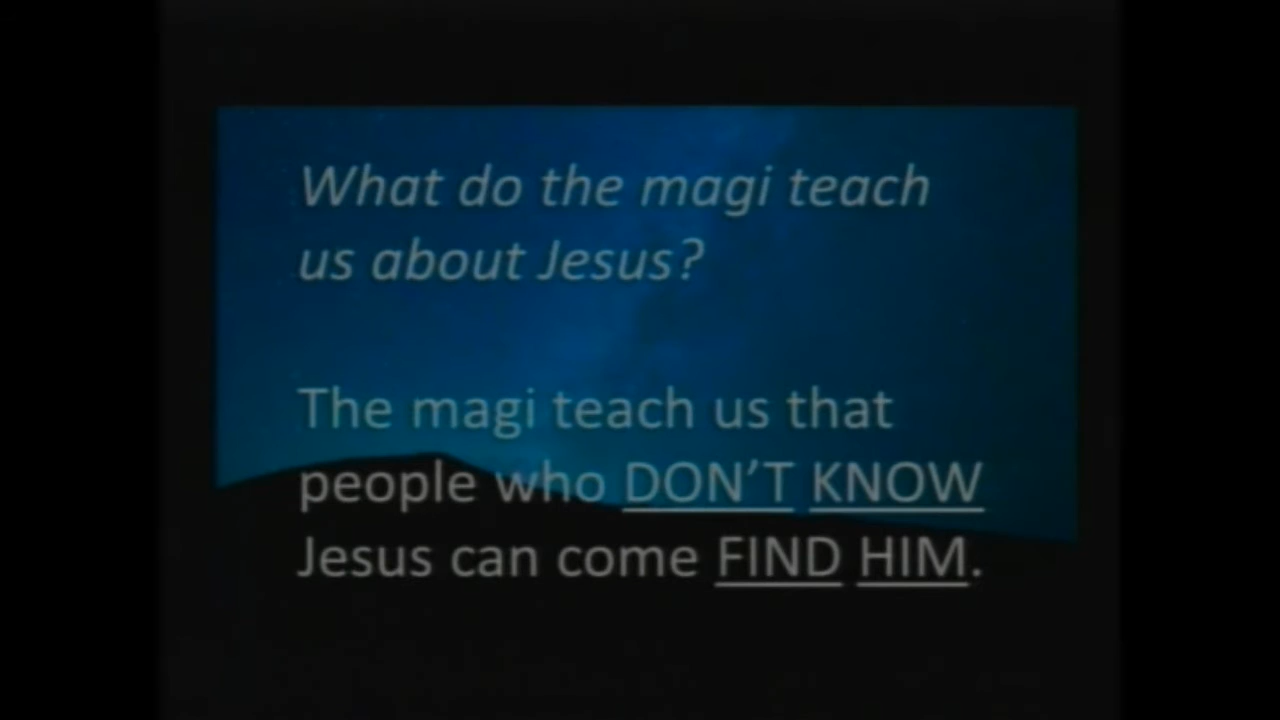 What do the magi teach
us about Jesus?
The magi teach us that
people who DON'T KNOW
Jesus can come FIND HIM.